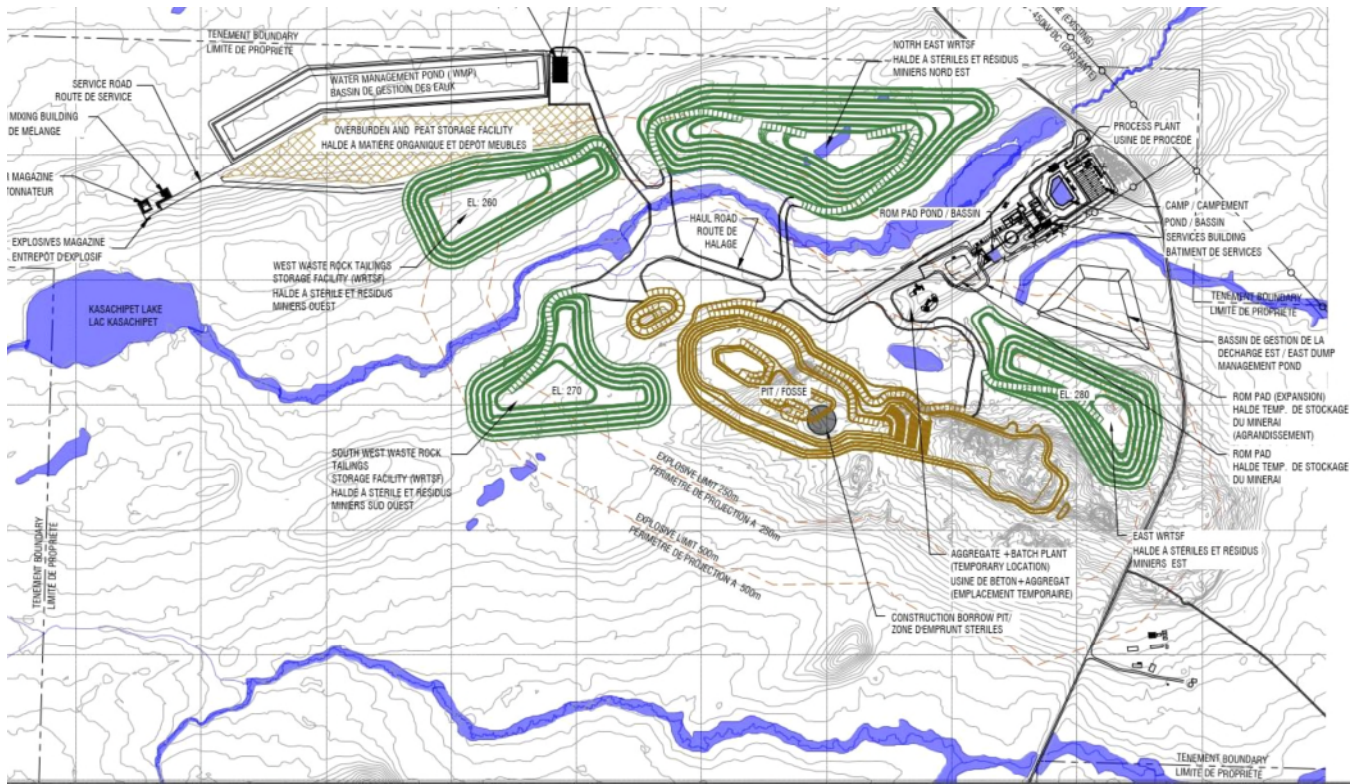 TENEMENT BOUNDARY
LIMITE DE PROPRIÉTÉ
SERVICE ROAD
ROUTE DE SERVICE
MIXING BUILDING
DE MÉLANGE
MAGAZINE
TONNATEUR
EXPLOSIVES MAGAZINE
ENTREPÔT D'EXPLOSIF
WATER MANAGEMENT POND (WMP)
BASSIN DE GESTION DES EAUX
OVERBURDEN AND PEAT STORAGE FACILITY
HALDE À MATIÈRE ORGANIQUE ET DÉPÔT MEUBLES
EL: 260
WEST WASTE ROCK TAILINGS
STORAGE FACILITY (WRTSF)
HALDE À STÉRILE ET RÉSIDUS
MINIERS OUEST
KASACHIPET LAKE
LAC KASACHIPET
NOTRH EAST WRTSF
HALDE À STÉRILES ET RÉSIDUS
MINIERS NORD EST
(EXISTING)
450kV DC (EXISTANTE)
PROCESS PLANT
USINE DE PROCÉDÉ
HAUL ROAD
ROUTE DE
HALAGE
ROM PAD POND / BASSIN
CAMP / CAMPEMENT
POND / BASSIN
SERVICES BUILDING
BÂTIMENT DE SERVICES
TENEMENT BOUNDARY
LIMITE DE PROPRIÉTÉ
BASSIN DE GESTION DE LA
DECHARGE EST / EAST DUMP
MANAGEMENT POND
EL: 270
PIT / FOSSE
EL: 280
ROM PAD (EXPANSION)
HALDE TEMP. DE STOCKAGE
DU MINERAI
(AGRANDISSEMENT)
ROM PAD
HALDE TEMP. DE STOCKAGE
DU MINERAI
SOUTH WEST WASTE ROCK
TAILINGS
STORAGE FACILITY (WRTSF)
HALDE À STÉRILE ET RÉSIDUS
MINIERS SUD OUEST
EXPLOSIVE LIMIT 250m
PÉRIMÈTRE DE PROJECTION A 250m
EXPLOSIVE LIMIT 500m
PÉRIMÈTRE DE PROJECTION A 500m
EAST WRTSF
HALDE À STÉRILES ET RÉSIDUS
MINIERS EST
AGGREGATE +BATCH PLANT
(TEMPORARY LOCATION)
USINE DE BÉTON+AGGREGAT
(EMPLACEMENT TEMPORAIRE)
CONSTRUCTION BORROW PIT/
ZONE D'EMPRUNT STERILES
TENEMENT BOUNDARY
LIMITE DE PROPRIÉTÉ
TENEMENT BOUNDARY
LIMITE DE PROPRIÉTÉ